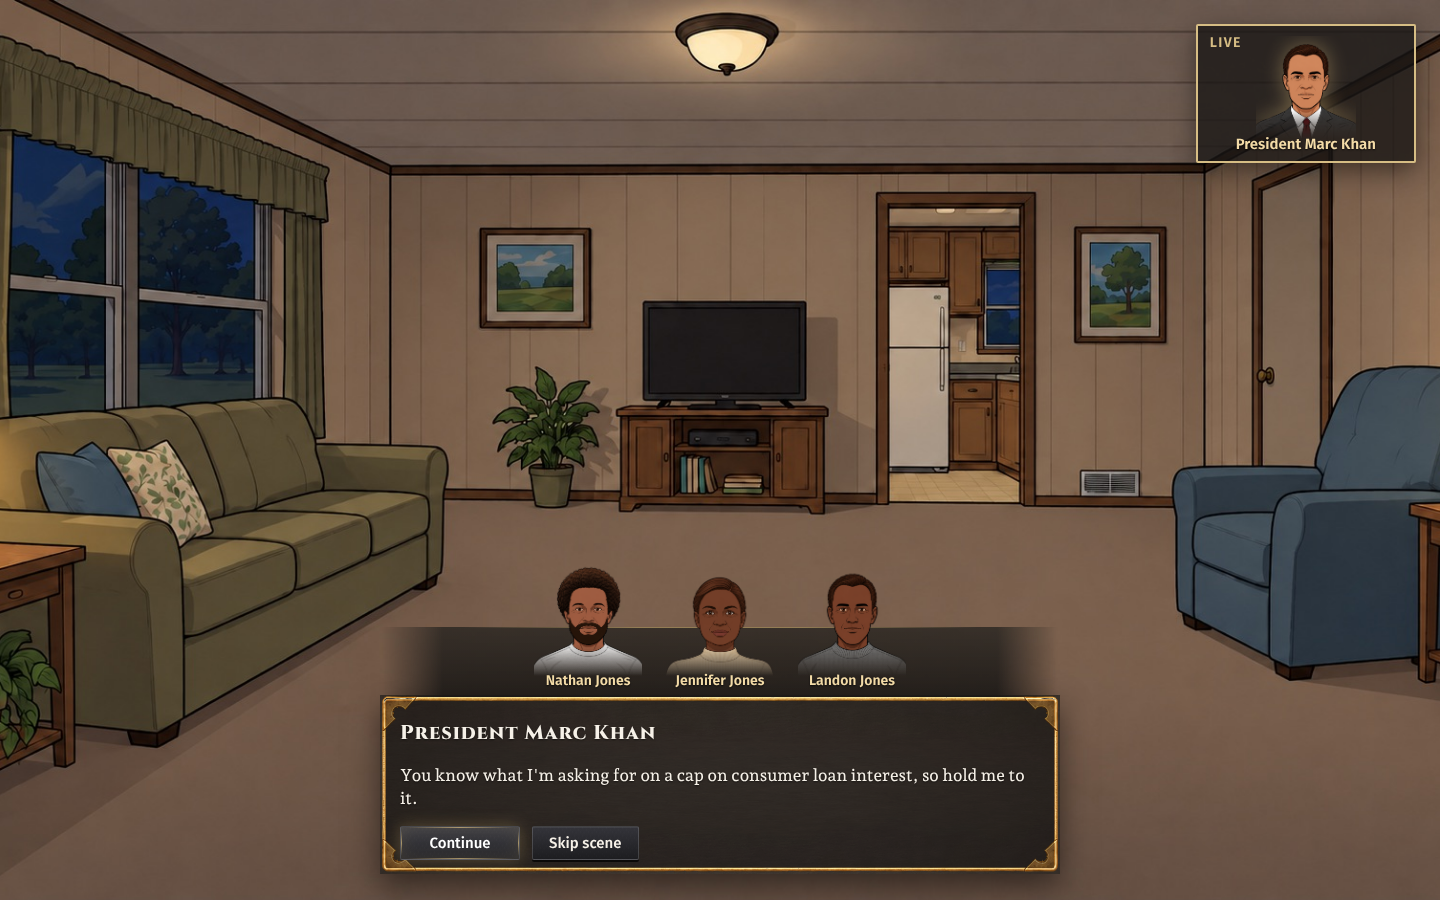 LIVE
President Marc Khan
Nathan Jones
Jennifer Jones
Landon Jones
President Marc Khan
You know what I'm asking for on a cap on consumer loan interest, so hold me to
it.
Continue
Skip scene